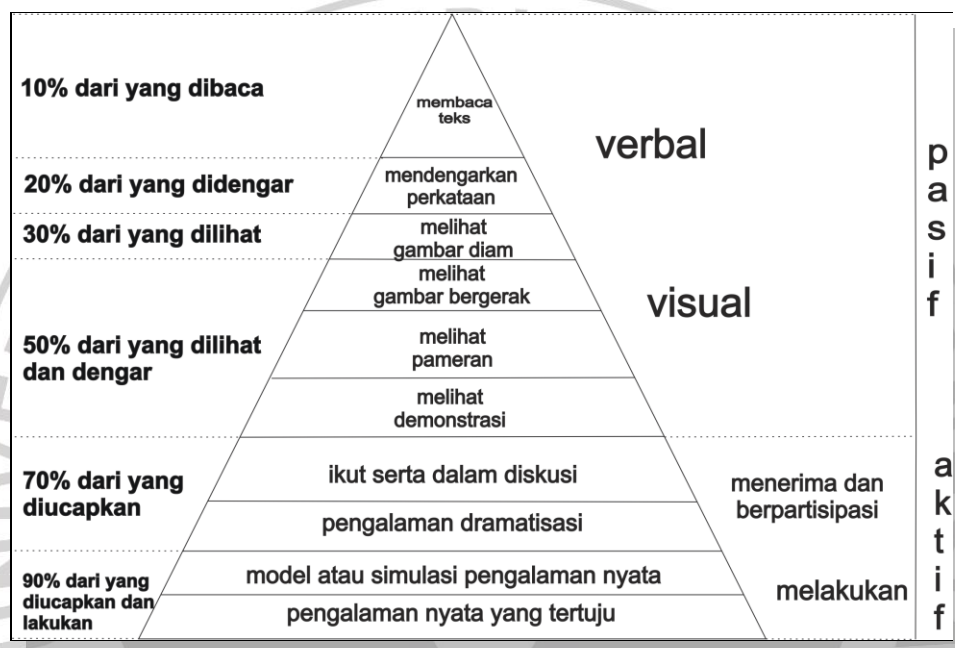 10% dari yang dibaca
membaca
teks
verbal
20% dari yang didengar
mendengarkan
perkataan
30% dari yang dilihat
melihat
gambar diam
50% dari yang dilihat
dan dengar
melihat
gambar bergerak
visual
melihat
pameran
melihat
demonstrasi
pasif
70% dari yang
diucapkan
ikut serta dalam diskusi
pengalaman dramatisasi
menerima dan
berpartisipasi
90% dari yang
diucapkan dan
lakukan
model atau simulasi pengalaman nyata
pengalaman nyata yang tertuju
melakukan
aktif